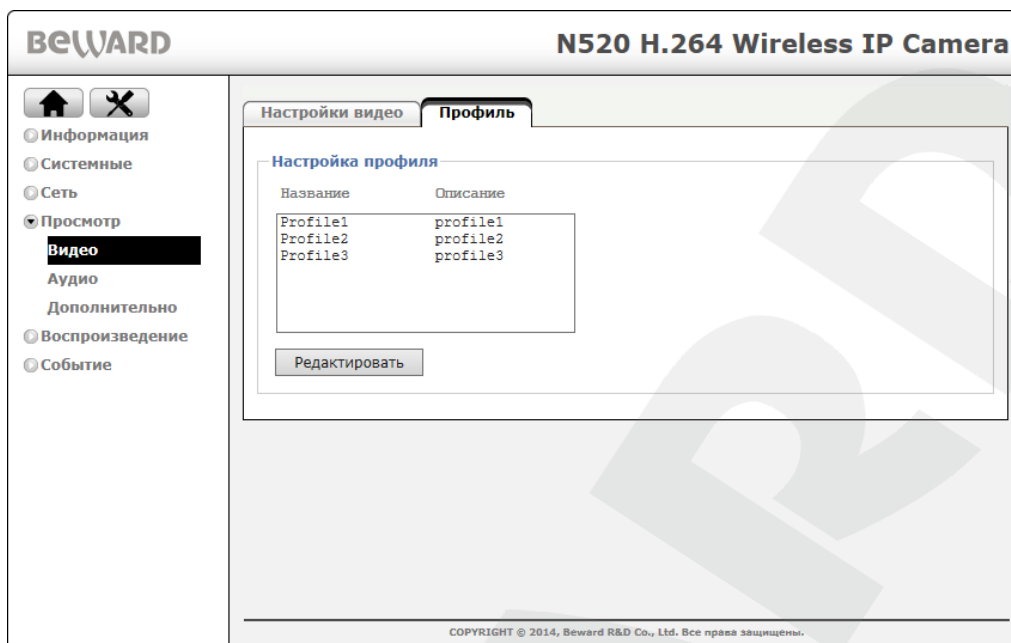 BEWARD
N520 H.264 Wireless IP Camera
Информация
Системные
Сеть
Просмотр
Видео
Аудио
Дополнительно
Воспроизведение
Событие
Настройки видео
Профиль
Настройка профиля
Название Описание
Profile1 profile1
Profile2 profile2
Profile3 profile3
Редактировать
COPYRIGHT © 2014, Beward R&D Co., Ltd. Все права защищены.